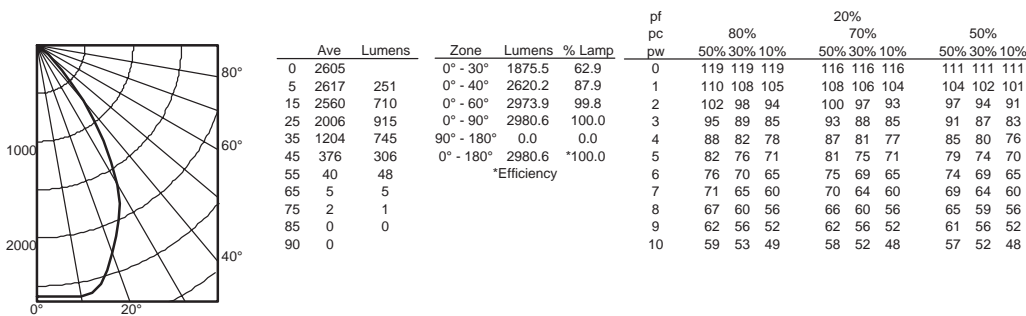 80°
60°
40°
20°
0°
1000
2000
Ave Lumens
0 2605
5 2617 251
15 2560 710
25 2006 915
35 1204 745
45 376 306
55 40 48
65 5 5
75 2 1
85 0 0
90 0
Zone Lumens % Lamp
0° - 30° 1875.5 62.9
0° - 40° 2620.2 87.9
0° - 60° 2973.9 99.8
0° - 90° 2980.6 100.0
90° - 180° 0.0 0.0
0° - 180° 2980.6 *100.0
*Efficiency
pf 20%
pc 80% 70% 50%
pw 50% 30% 10% 50% 30% 10% 50% 30% 10%
0 119 119 119 116 116 116 111 111 111
1 110 108 105 108 106 104 104 102 101
2 102 98 94 100 97 93 97 94 91
3 95 89 85 93 88 85 91 87 83
4 88 82 78 87 81 77 85 80 76
5 82 76 71 81 75 71 79 74 70
6 76 70 65 75 69 65 74 69 65
7 71 65 60 70 64 60 69 64 60
8 67 60 56 66 60 56 65 59 56
9 62 56 52 62 56 52 61 56 52
10 59 53 49 58 52 48 57 52 48